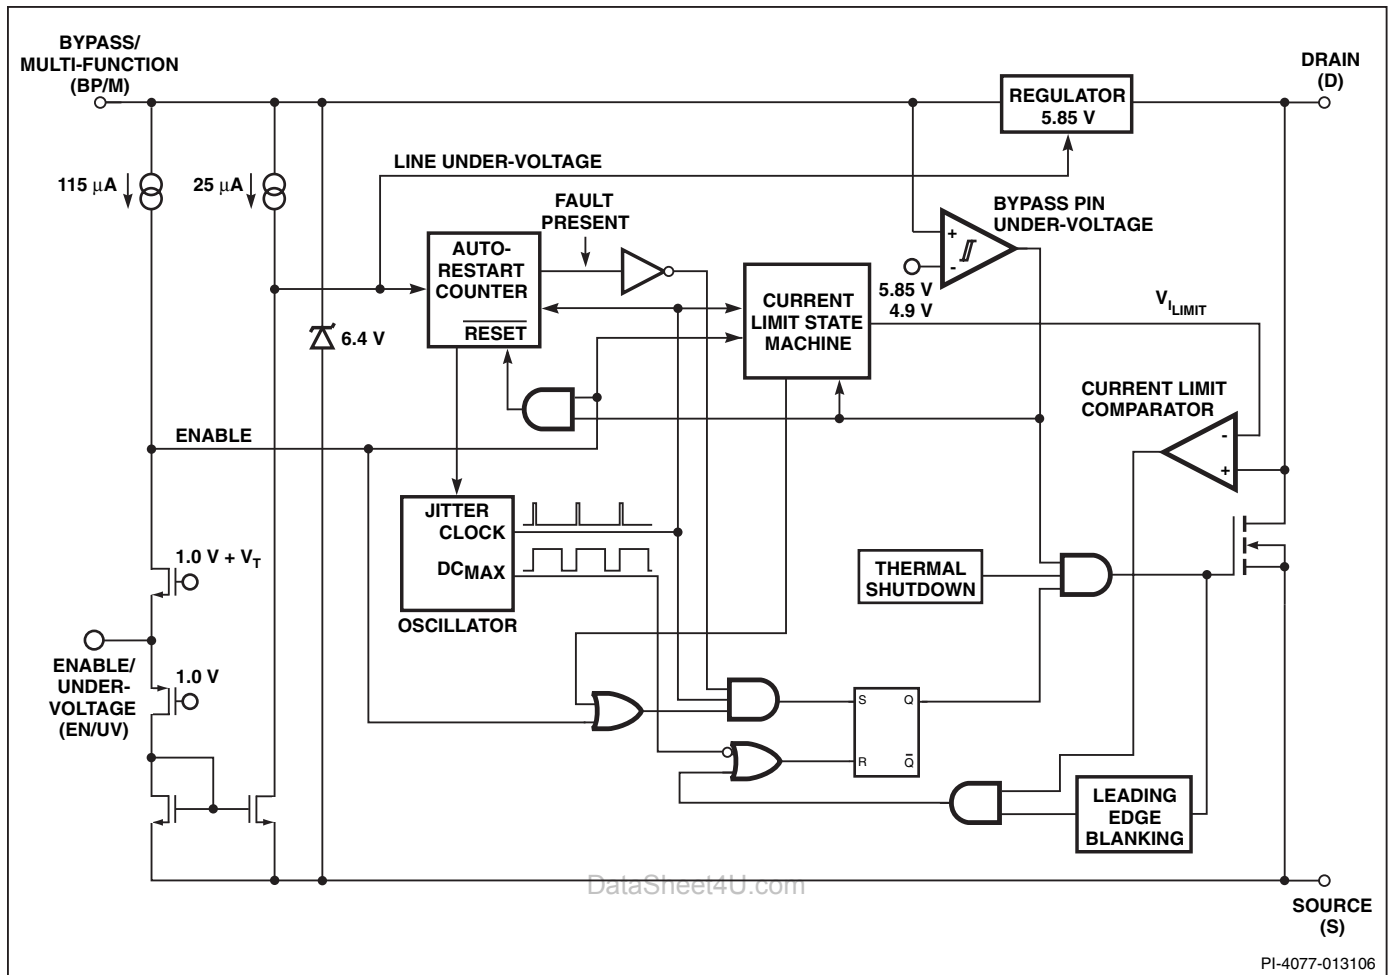 BYPASS/
MULTI-FUNCTION
(BP/M)
DRAIN
(D)
REGULATOR
5.85 V
LINE UNDER-VOLTAGE
115 μA
25 μA
FAULT
PRESENT
BYPASS PIN
UNDER-VOLTAGE
+
-
5.85 V
4.9 V
AUTO-
RESTART
COUNTER
RESET
CURRENT
LIMIT STATE
MACHINE
VILIMIT
6.4 V
CURRENT LIMIT
COMPARATOR
-
+
ENABLE
JITTER
CLOCK
DCMAX
OSCILLATOR
1.0 V + VT
THERMAL
SHUTDOWN
ENABLE/
UNDER-
VOLTAGE
(EN/UV)
1.0 V
S Q
R Q̅
LEADING
EDGE
BLANKING
DataSheet4U.com
SOURCE
(S)
PI-4077-013106